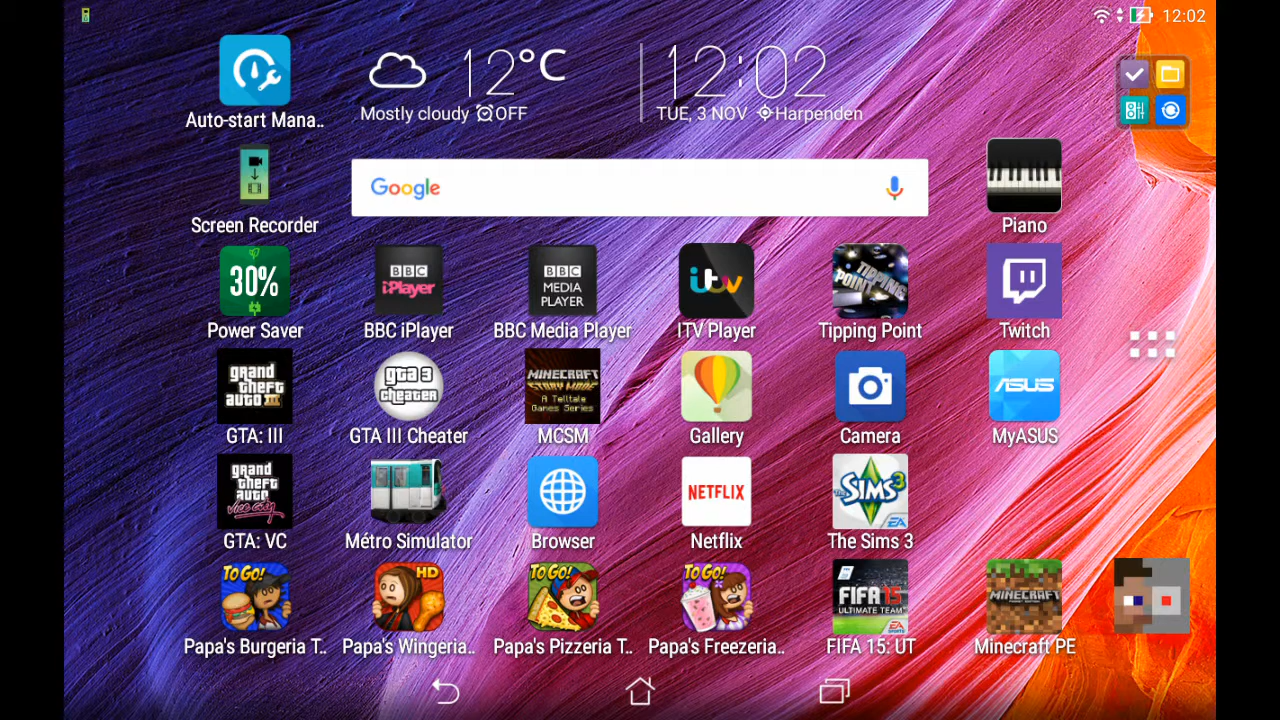 12:02
12°C
12:02
Auto-start Mana..
Mostly cloudy OFF
TUE, 3 NOV Harpenden
Google
Screen Recorder
Piano
30%
BBC
iPlayer
BBC
MEDIA
PLAYER
itv
TIPPING
POINT
Power Saver
BBC iPlayer
BBC Media Player
ITV Player
Tipping Point
Twitch
grand
theft
auto III
gta 3
cheater
MINECRAFT
STORY MODE
A Telltale
Games Series
ASUS
GTA: III
GTA III Cheater
MCSM
Gallery
Camera
MyASUS
grand
theft
auto
vice city
NETFLIX
THE SIMS 3
EA
GTA: VC
Métro Simulator
Browser
Netflix
The Sims 3
TO GO!
HD
TO GO!
TO GO!
FIFA 15
ULTIMATE TEAM
EA SPORTS
MINECRAFT
POCKET EDITION
Papa's Burgeria T..
Papa's Wingeria..
Papa's Pizzeria T..
Papa's Freezeria..
FIFA 15: UT
Minecraft PE